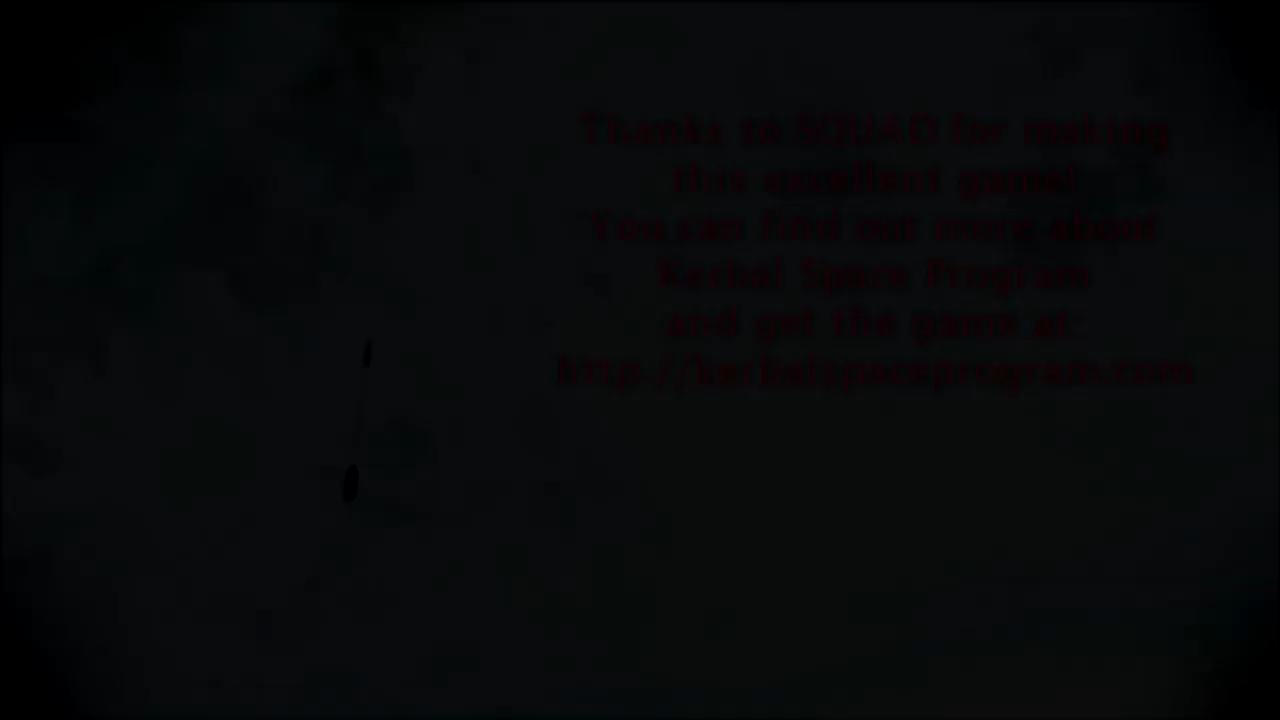 Thanks to SQUAD for making
this excellent game!
You can find out more about
Kerbal Space Program
and get the game at:
http://kerbalspaceprogram.com